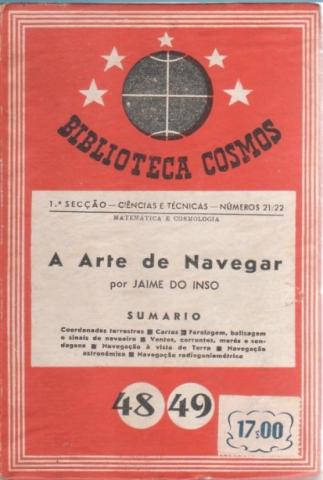 BIBLIOTECA COSMOS
1.ª SECÇÃO — CIÊNCIAS E TÉCNICAS — NÚMEROS 21/22
MATEMÁTICA E COSMOLOGIA
A Arte de Navegar
por JAIME DO INSO
SUMARIO
Coordenadas terrestres ■ Cartas ■ Farolagem, balisagem
e sinais de nevoeiro ■ Ventos, correntes, marés e son-
dagens ■ Navegação à vista de Terra ■ Navegação
astronómica ■ Navegação radiogoniométrica
48 49
17$00